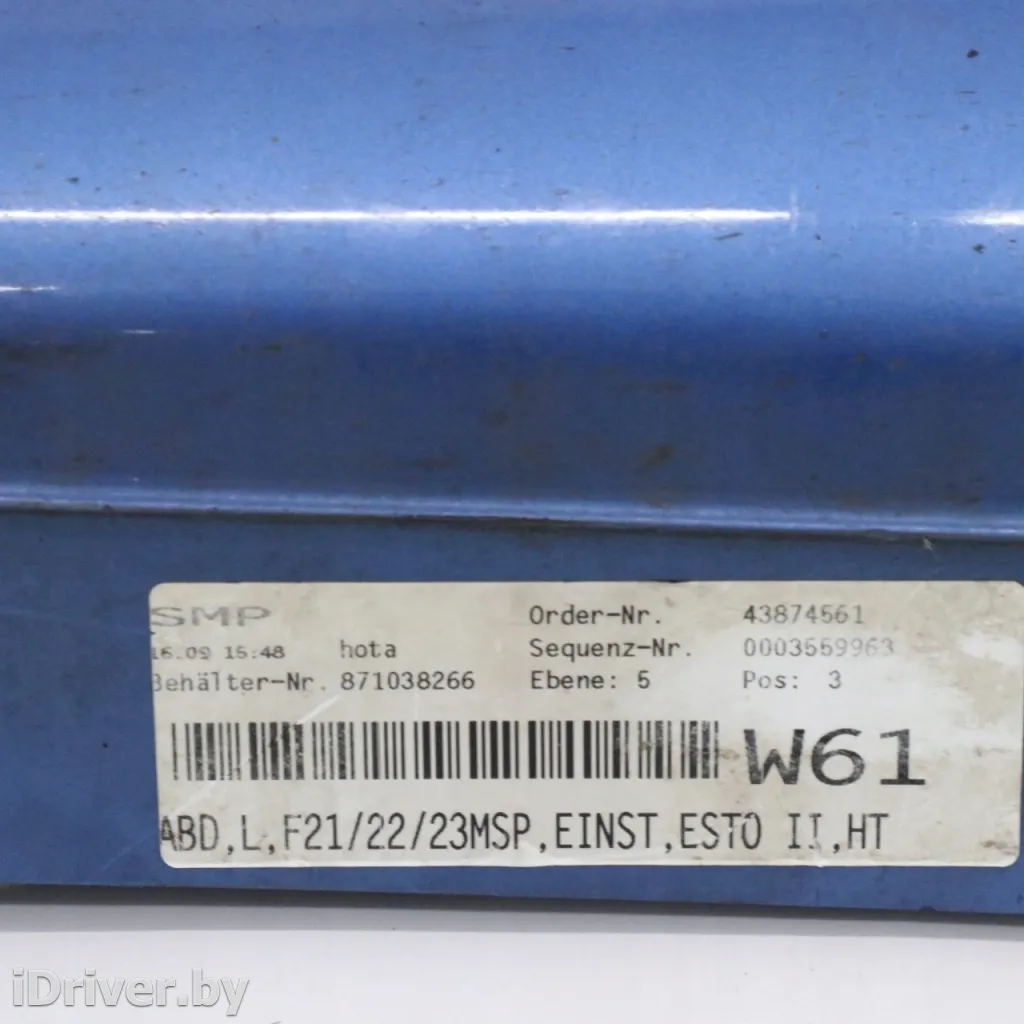 SMP Order-Nr. 43874561
16.09 15:48 hota Sequenz-Nr. 0003559963
Behälter-Nr. 871038266 Ebene: 5 Pos: 3
W61
ABD,L,F21/22/23MSP,EINST,ESTO II,HT
iDriver.by